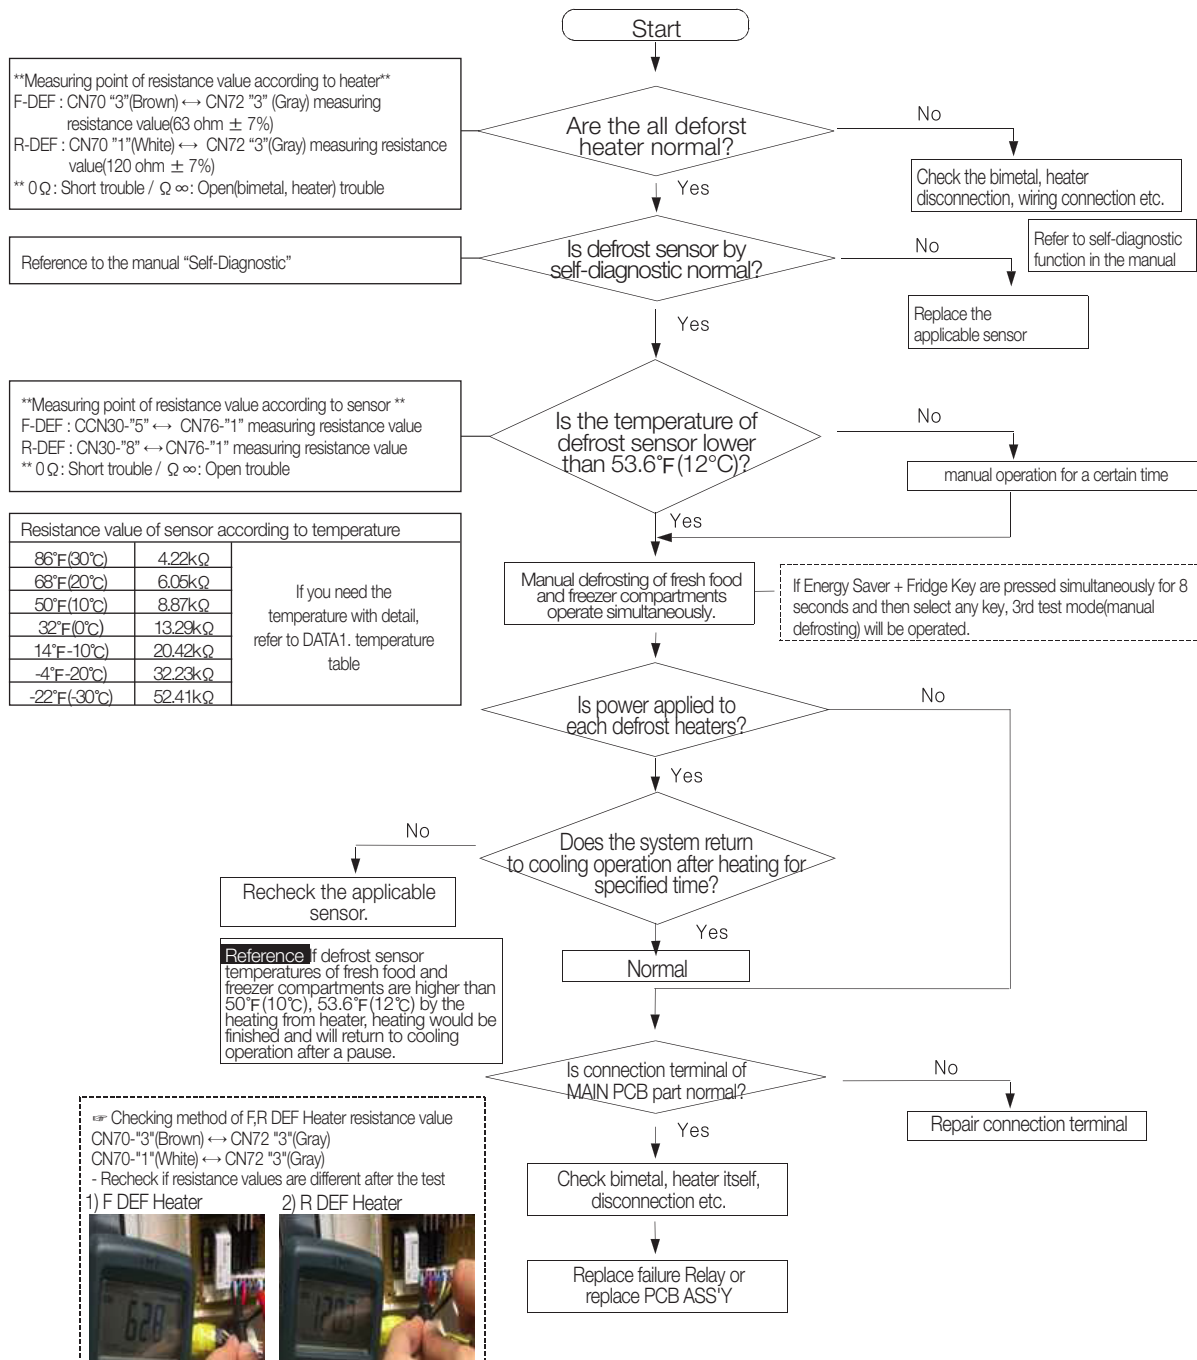 Start
**Measuring point of resistance value according to heater**
F-DEF : CN70 “3”(Brown) ↔ CN72 ”3” (Gray) measuring
resistance value(63 ohm ± 7%)
R-DEF : CN70 ”1”(White) ↔ CN72 “3”(Gray) measuring resistance
value(120 ohm ± 7%)
** 0Ω: Short trouble / Ω ∞: Open(bimetal, heater) trouble
Are the all deforst
heater normal?
No
Yes
Check the bimetal, heater
disconnection, wiring connection etc.
Reference to the manual “Self-Diagnostic”
Is defrost sensor by
self-diagnostic normal?
No
Yes
Refer to self-diagnostic
function in the manual
Replace the
applicable sensor
**Measuring point of resistance value according to sensor **
F-DEF : CCN30-”5” ↔ CN76-”1” measuring resistance value
R-DEF : CN30-”8” ↔ CN76-”1” measuring resistance value
** 0Ω: Short trouble / Ω ∞: Open trouble
Is the temperature of
defrost sensor lower
than 53.6°F(12°C)?
No
Yes
manual operation for a certain time
Resistance value of sensor according to temperature
86°F(30°C) 4.22kΩ
68°F(20°C) 6.05kΩ
50°F(10°C) 8.87kΩ
32°F(0°C) 13.29kΩ
14°F-10°C) 20.42kΩ
-4°F-20°C) 32.23kΩ
-22°F(-30°C) 52.41kΩ
If you need the
temperature with detail,
refer to DATA1. temperature
table
Manual defrosting of fresh food
and freezer compartments
operate simultaneously.
If Energy Saver + Fridge Key are pressed simultaneously for 8
seconds and then select any key, 3rd test mode(manual
defrosting) will be operated.
Is power applied to
each defrost heaters?
No
Yes
Does the system return
to cooling operation after heating for
specified time?
No
Yes
Recheck the applicable
sensor.
Reference If defrost sensor
temperatures of fresh food and
freezer compartments are higher than
50°F(10°C), 53.6°F(12°C) by the
heating from heater, heating would be
finished and will return to cooling
operation after a pause.
Normal
Is connection terminal of
MAIN PCB part normal?
No
Yes
Repair connection terminal
Check bimetal, heater itself,
disconnection etc.
Replace failure Relay or
replace PCB ASS'Y
☞ Checking method of F,R DEF Heater resistance value
CN70-"3"(Brown) ↔ CN72 "3"(Gray)
CN70-"1"(White) ↔ CN72 "3"(Gray)
- Recheck if resistance values are different after the test
1) F DEF Heater
2) R DEF Heater